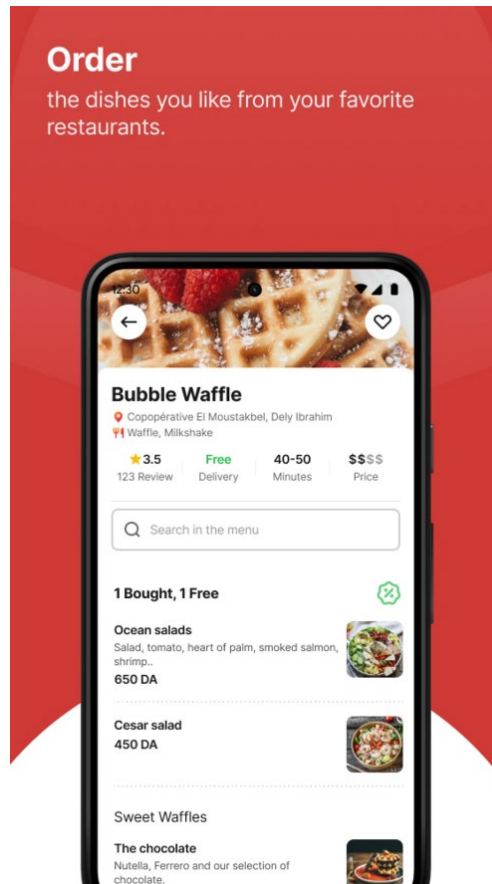 Order
the dishes you like from your favorite
restaurants.
12:30
Bubble Waffle
Copopérative El Moustakbel, Dely Ibrahim
Waffle, Milkshake
3.5 Free 40-50 $$$$
123 Review Delivery Minutes Price
Search in the menu
1 Bought, 1 Free
Ocean salads
Salad, tomato, heart of palm, smoked salmon,
shrimp..
650 DA
Cesar salad
450 DA
Sweet Waffles
The chocolate
Nutella, Ferrero and our selection of
chocolate.